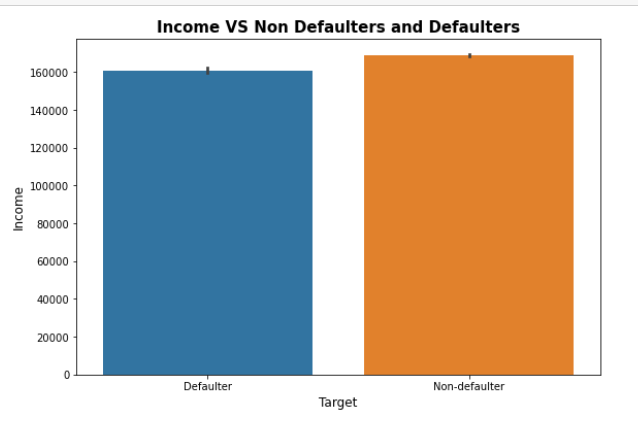 Income VS Non Defaulters and Defaulters
160000
140000
120000
100000
80000
60000
40000
20000
0
Income
Defaulter
Non-defaulter
Target